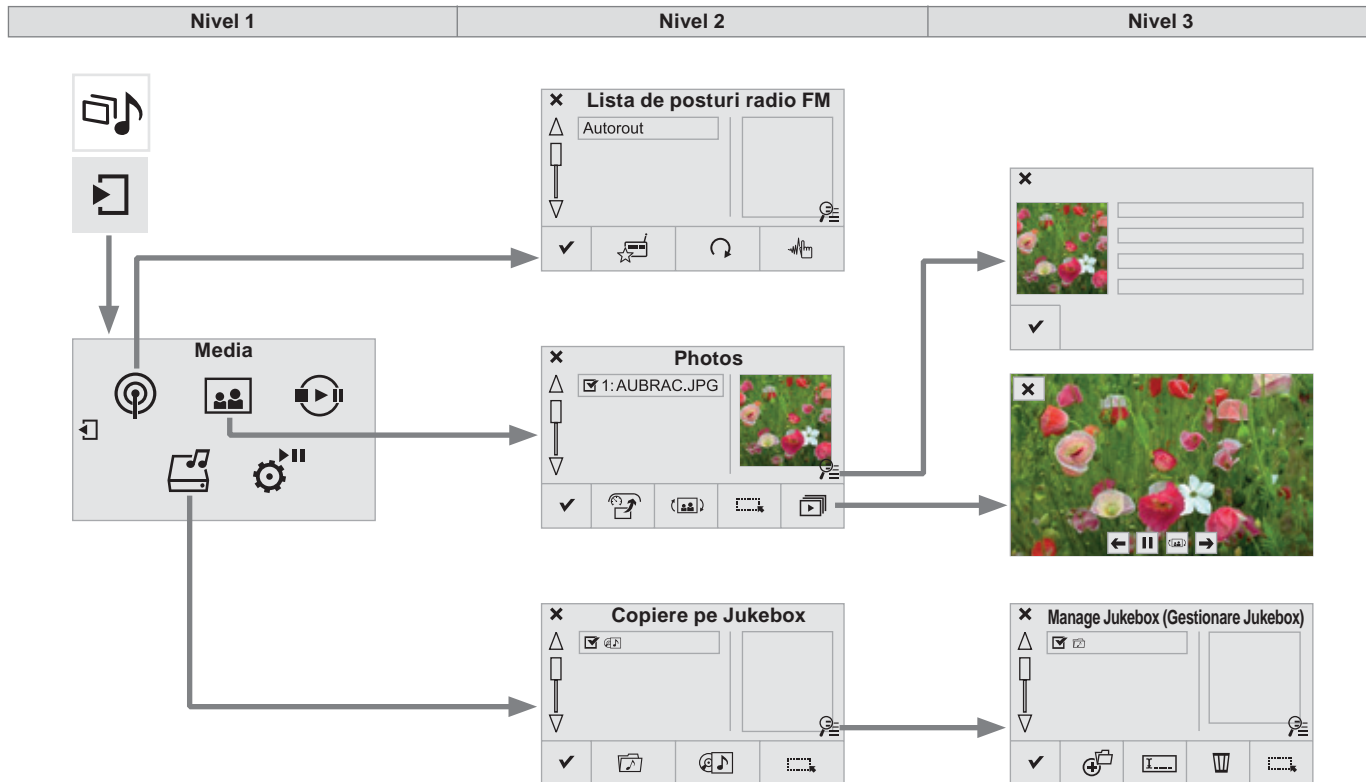 Nivel 1
Nivel 2
Nivel 3
Lista de posturi radio FM
Autorout
Media
Photos
1: AUBRAC.JPG
Copiere pe Jukebox
Manage Jukebox (Gestionare Jukebox)